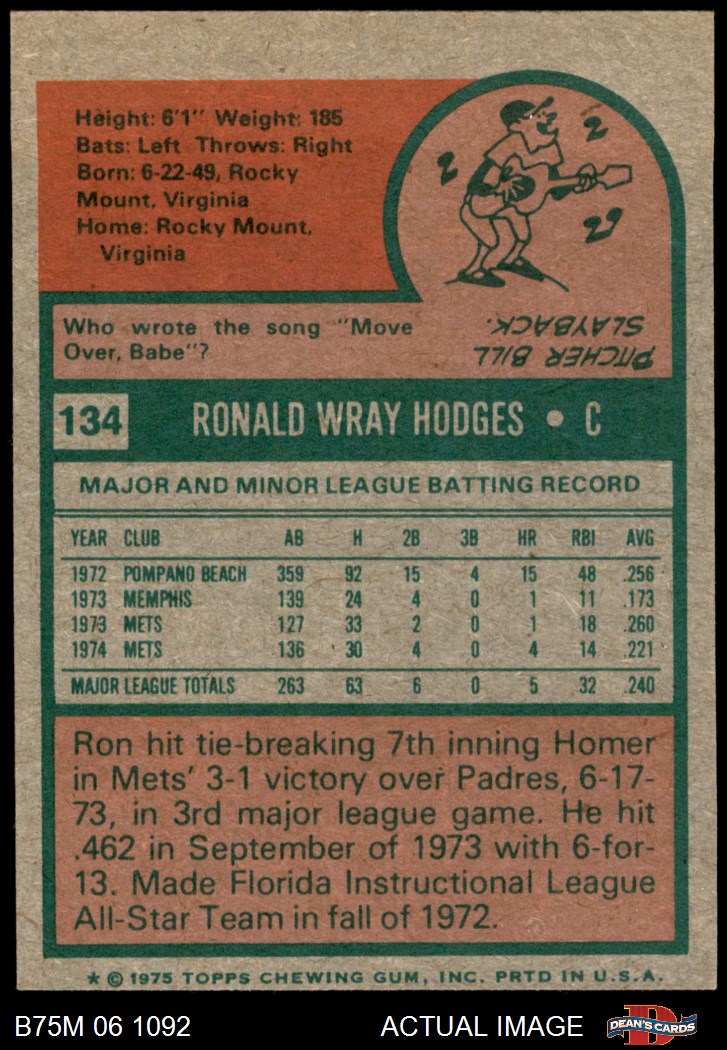 Height: 6'1" Weight: 185
Bats: Left Throws: Right
Born: 6-22-49, Rocky
Mount, Virginia
Home: Rocky Mount,
Virginia
Who wrote the song "Move
Over, Babe"?
PITCHER BILL
SLAYBACK.
134
RONALD WRAY HODGES • C
MAJOR AND MINOR LEAGUE BATTING RECORD
YEAR CLUB AB H 2B 3B HR RBI AVG
1972 POMPANO BEACH 359 92 15 4 15 48 .256
1973 MEMPHIS 139 24 4 0 1 11 .173
1973 METS 127 33 2 0 1 18 .260
1974 METS 136 30 4 0 4 14 .221
MAJOR LEAGUE TOTALS 263 63 6 0 5 32 .240
Ron hit tie-breaking 7th inning Homer
in Mets' 3-1 victory over Padres, 6-17-
73, in 3rd major league game. He hit
.462 in September of 1973 with 6-for-
13. Made Florida Instructional League
All-Star Team in fall of 1972.
* © 1975 TOPPS CHEWING GUM, INC. PRTD IN U.S.A.
B75M 06 1092
ACTUAL IMAGE
D
DEAN'S CARDS